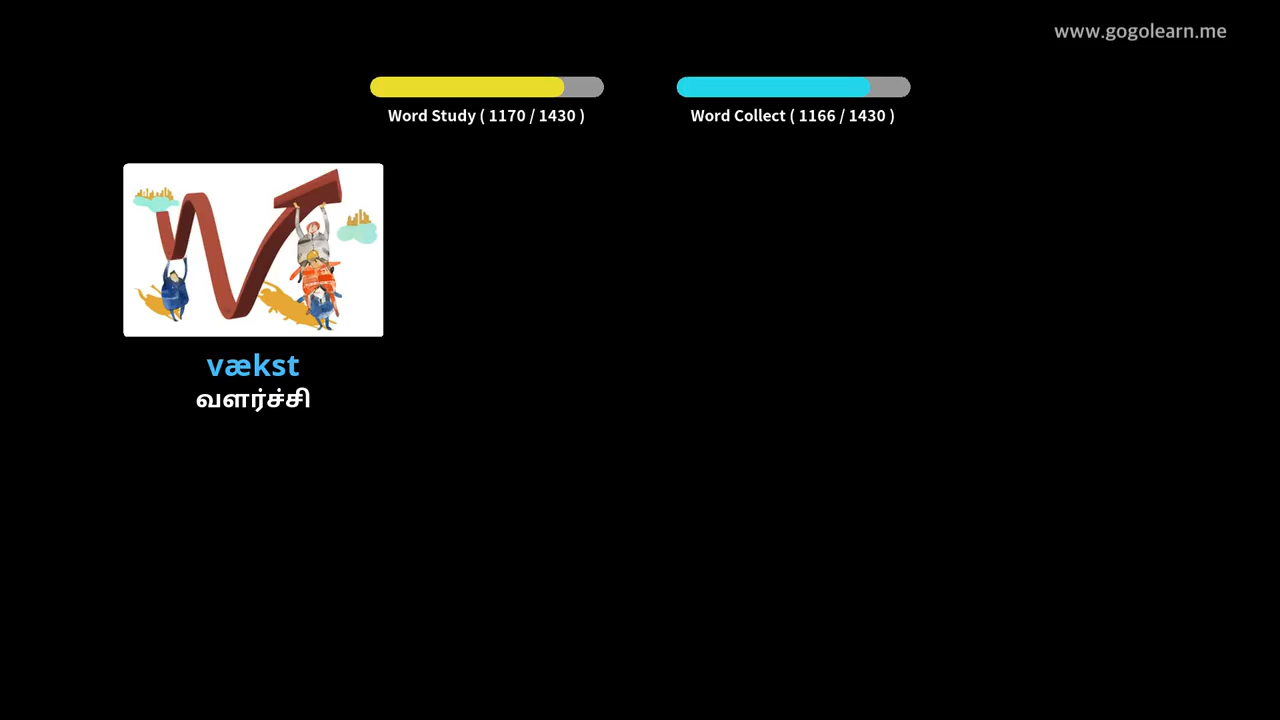 www.gogolearn.me
Word Study ( 1170 / 1430 )
Word Collect ( 1166 / 1430 )
vækst
வளர்ச்சி